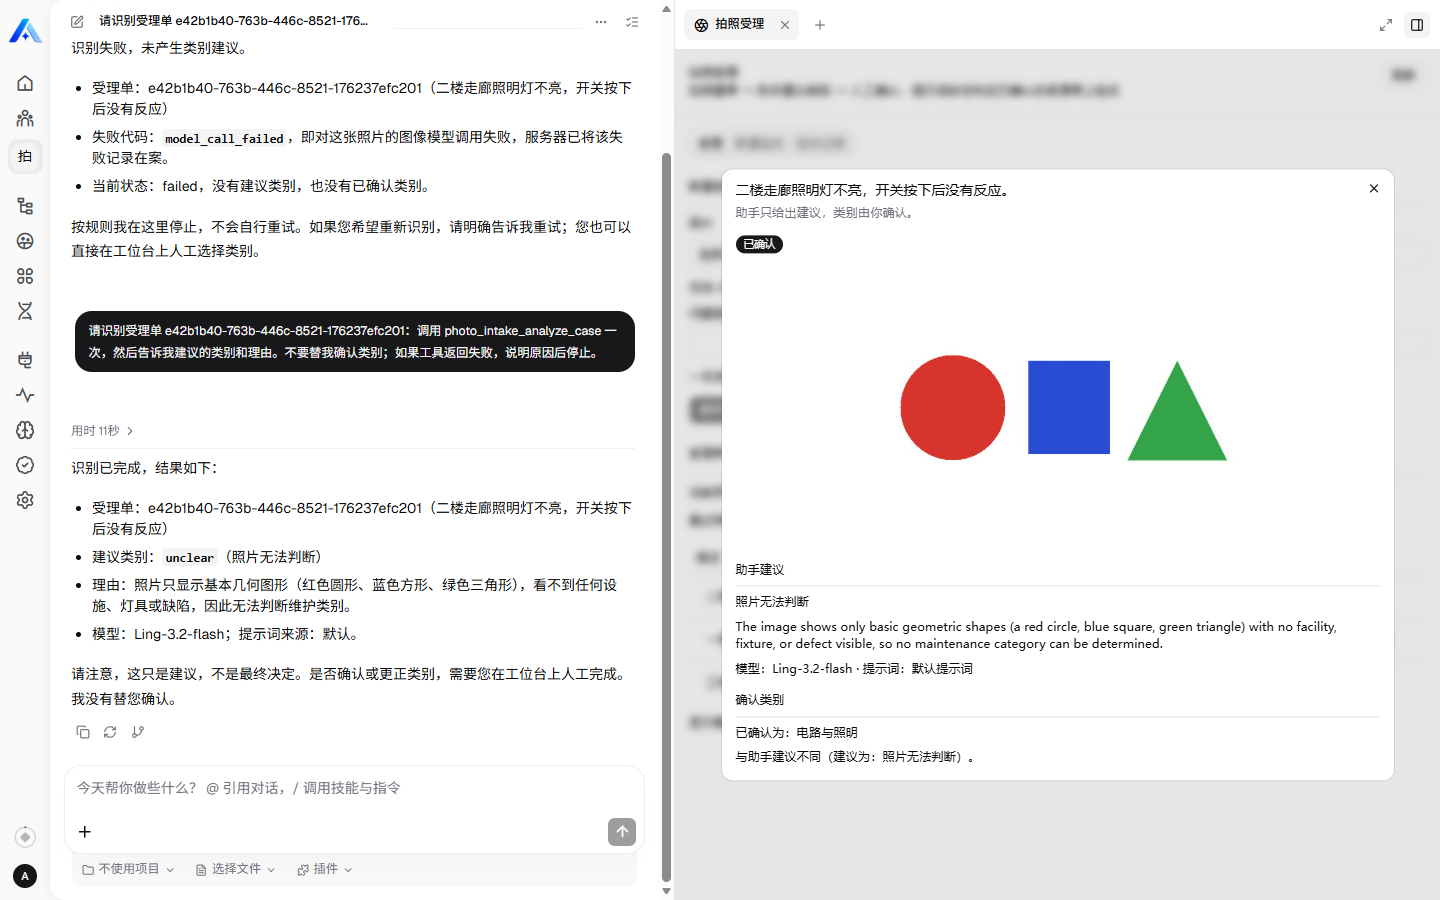 请识别受理单 e42b1b40-763b-446c-8521-176...
识别失败，未产生类别建议。
受理单：e42b1b40-763b-446c-8521-176237efc201（二楼走廊照明灯不亮，开关按下
后没有反应）
失败代码：model_call_failed，即对这张照片的图像模型调用失败，服务器已将该失
败记录在案。
当前状态：failed，没有建议类别，也没有已确认类别。
按规则我在这里停止，不会自行重试。如果您希望重新识别，请明确告诉我重试；您也可以
直接在工位台上人工选择类别。
请识别受理单 e42b1b40-763b-446c-8521-176237efc201：调用 photo_intake_analyze_case 一
次，然后告诉我建议的类别和理由。不要替我确认类别；如果工具返回失败，说明原因后停止。
用时 11秒
识别已完成，结果如下：
受理单：e42b1b40-763b-446c-8521-176237efc201（二楼走廊照明灯不亮，开关按下
后没有反应）
建议类别：unclear（照片无法判断）
理由：照片只显示基本几何图形（红色圆形、蓝色方形、绿色三角形），看不到任何设
施、灯具或缺陷，因此无法判断维护类别。
模型：Ling-3.2-flash；提示词来源：默认。
请注意，这只是建议，不是最终决定。是否确认或更正类别，需要您在工位台上人工完成。
我没有替您确认。
今天帮你做些什么？ @ 引用对话，/ 调用技能与指令
不使用项目
选择文件
插件
拍
A
拍照受理
二楼走廊照明灯不亮，开关按下后没有反应。
助手只给出建议，类别由你确认。
已确认
助手建议
照片无法判断
The image shows only basic geometric shapes (a red circle, blue square, green triangle) with no facility,
fixture, or defect visible, so no maintenance category can be determined.
模型：Ling-3.2-flash · 提示词：默认提示词
确认类别
已确认为：电路与照明
与助手建议不同（建议为：照片无法判断）。